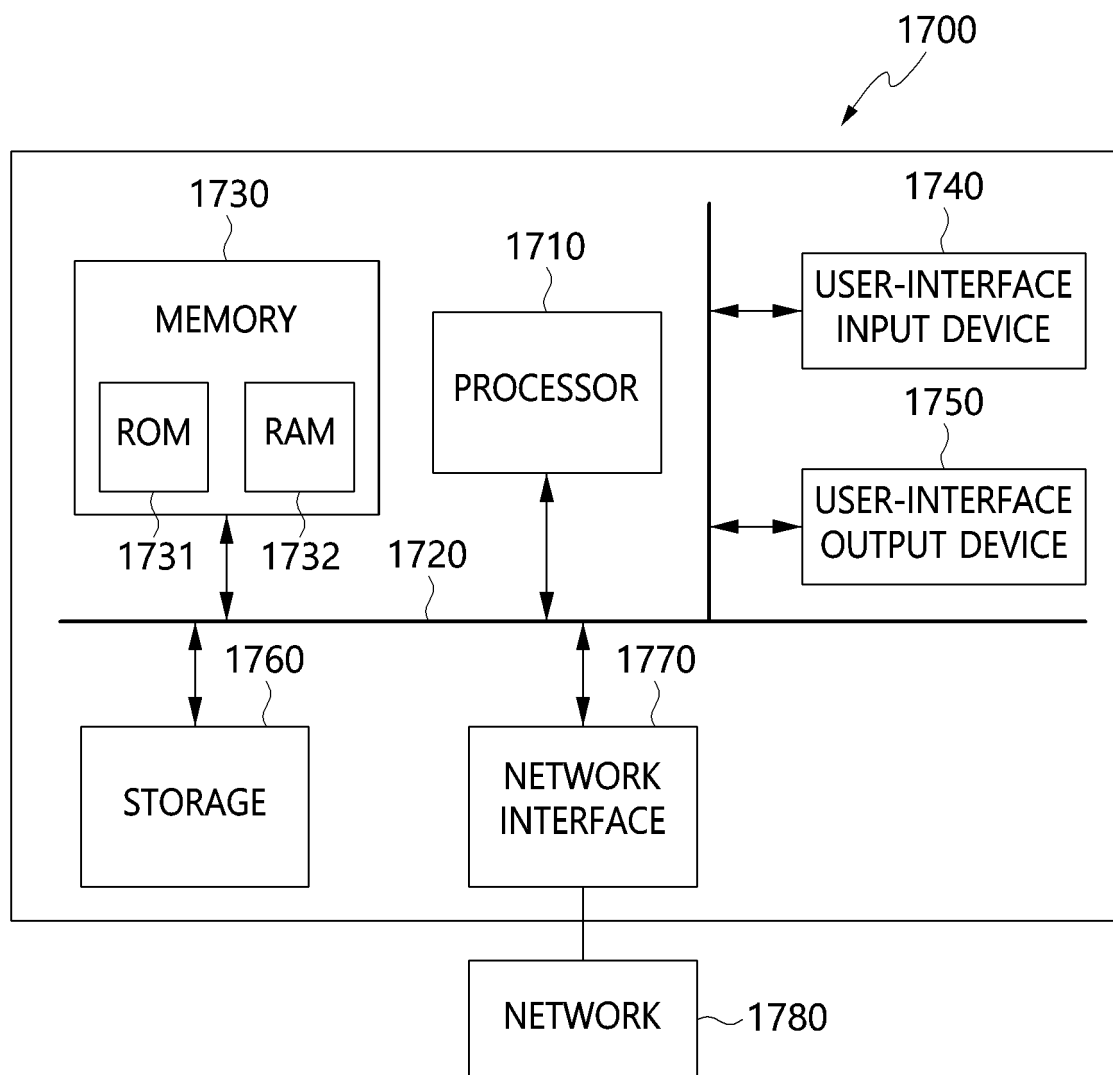 1700
1730
1710
1740
MEMORY
PROCESSOR
USER-INTERFACE
INPUT DEVICE
ROM
RAM
1750
USER-INTERFACE
OUTPUT DEVICE
1731
1732
1720
1760
1770
STORAGE
NETWORK
INTERFACE
NETWORK
1780